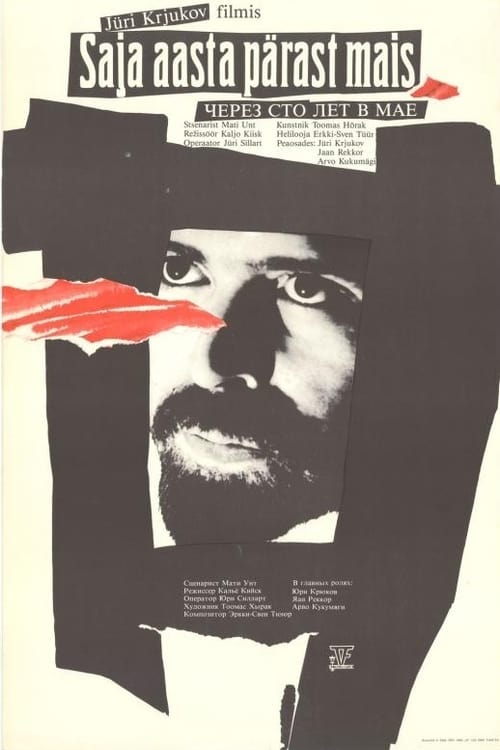 Jüri Krjukov filmis
Saja aasta pärast mais
ЧЕРЕЗ СТО ЛЕТ В МАЕ
Stsenarist Mati Unt
Režissöör Kaljo Kiisk
Operaator Jüri Sillart
Kunstnik Toomas Hõrak
Helilooja Erkki-Sven Tüür
Peaosades: Jüri Krjukov
Jaan Rekkor
Arvo Kukumägi
Сценарист Мати Унт
Режиссер Кальё Кийск
Оператор Юри Силларт
Художник Тоомас Хырак
Композитор Эркки-Свен Тююр
В главных ролях:
Юри Крюков
Яан Реккор
Арво Кукумяги